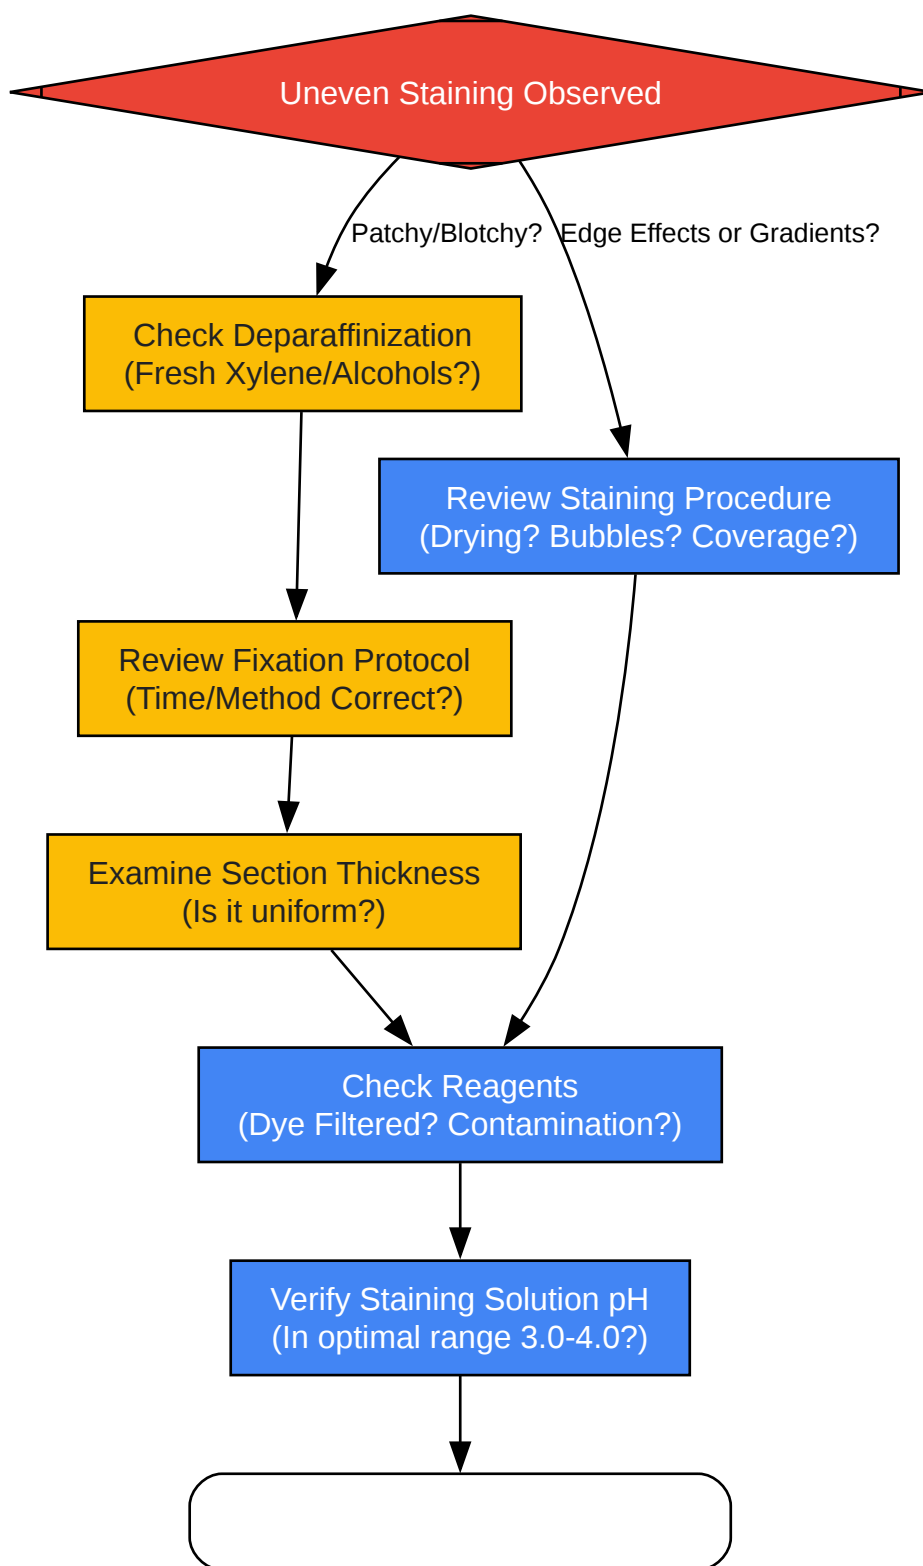 Uneven Staining Observed
Patchy/Blotchy?
Edge Effects or Gradients?
Check Deparaffinization
(Fresh Xylene/Alcohols?)
Review Staining Procedure
(Drying? Bubbles? Coverage?)
Review Fixation Protocol
(Time/Method Correct?)
Examine Section Thickness
(Is it uniform?)
Check Reagents
(Dye Filtered? Contamination?)
Verify Staining Solution pH
(In optimal range 3.0-4.0?)